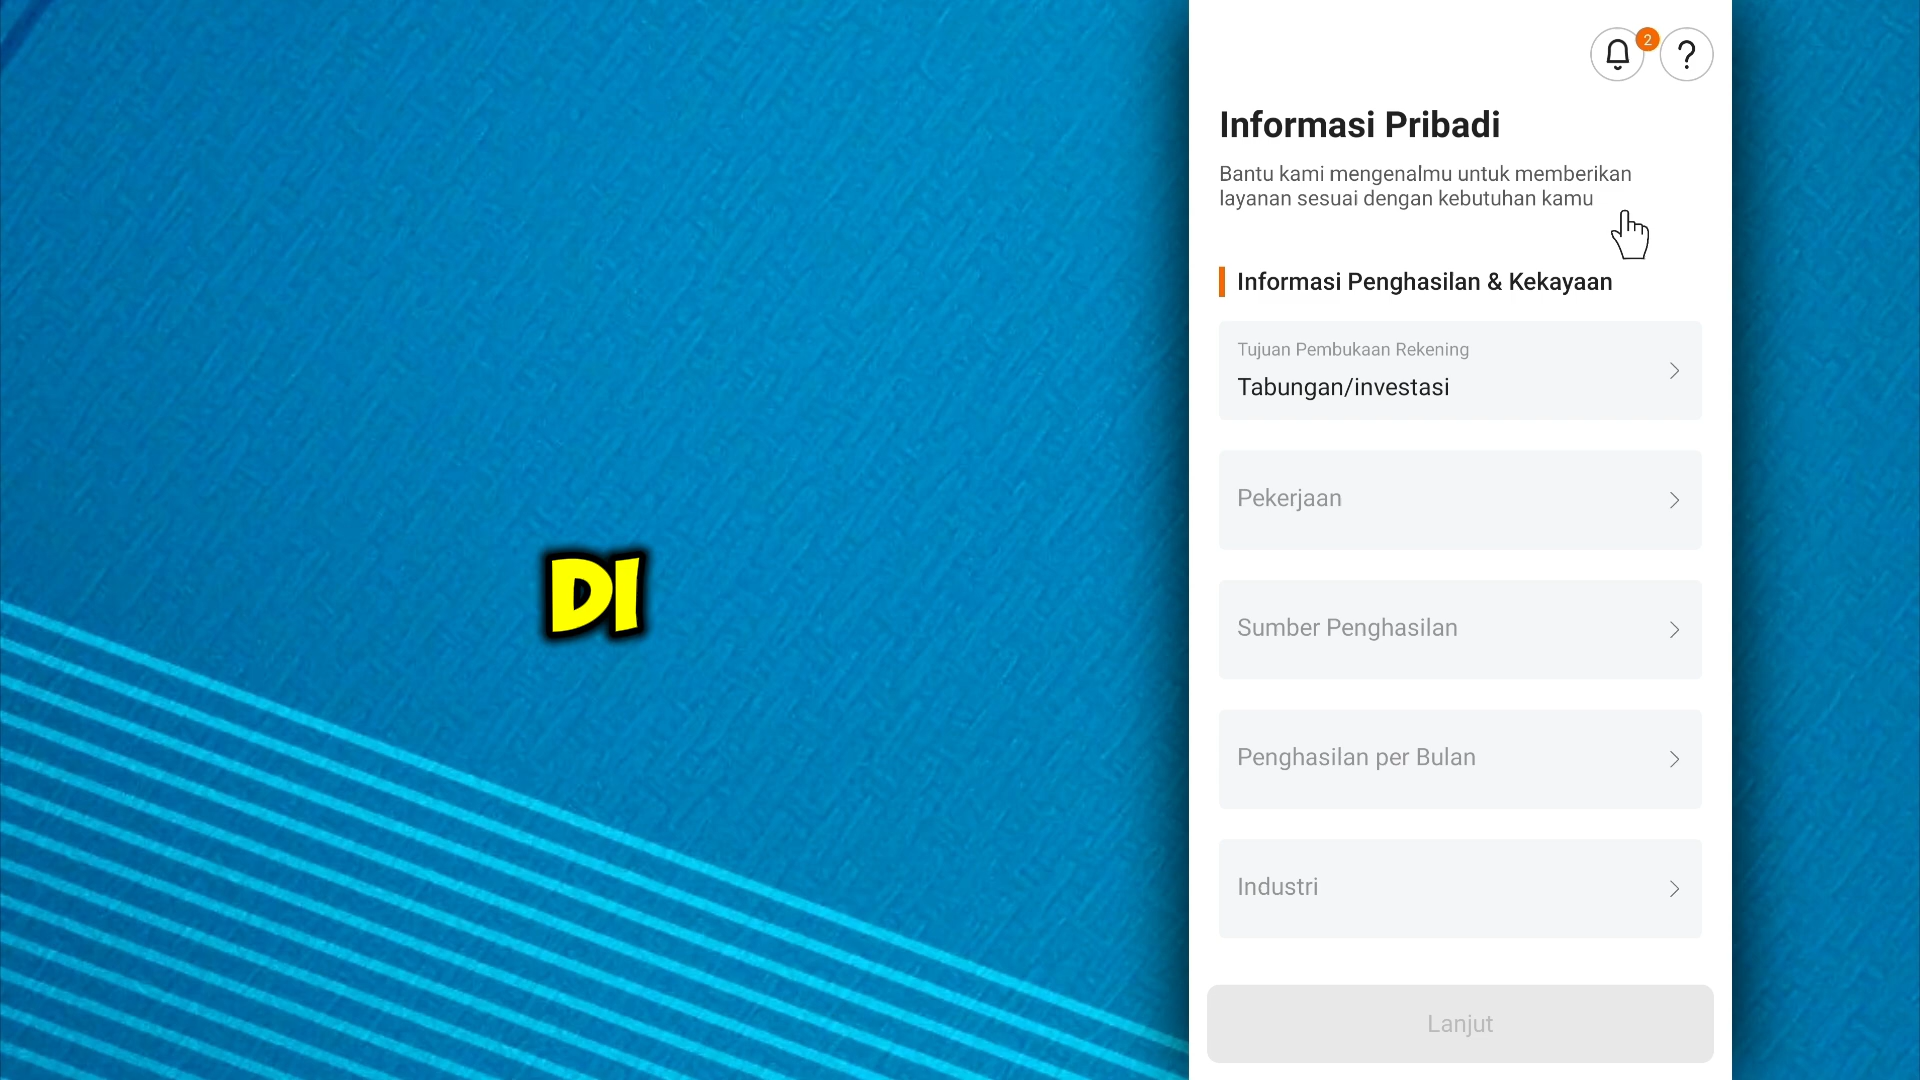 2
?
Informasi Pribadi
Bantu kami mengenalmu untuk memberikan
layanan sesuai dengan kebutuhan kamu
Informasi Penghasilan & Kekayaan
Tujuan Pembukaan Rekening
Tabungan/investasi
Pekerjaan
DI
Sumber Penghasilan
Penghasilan per Bulan
Industri
Lanjut